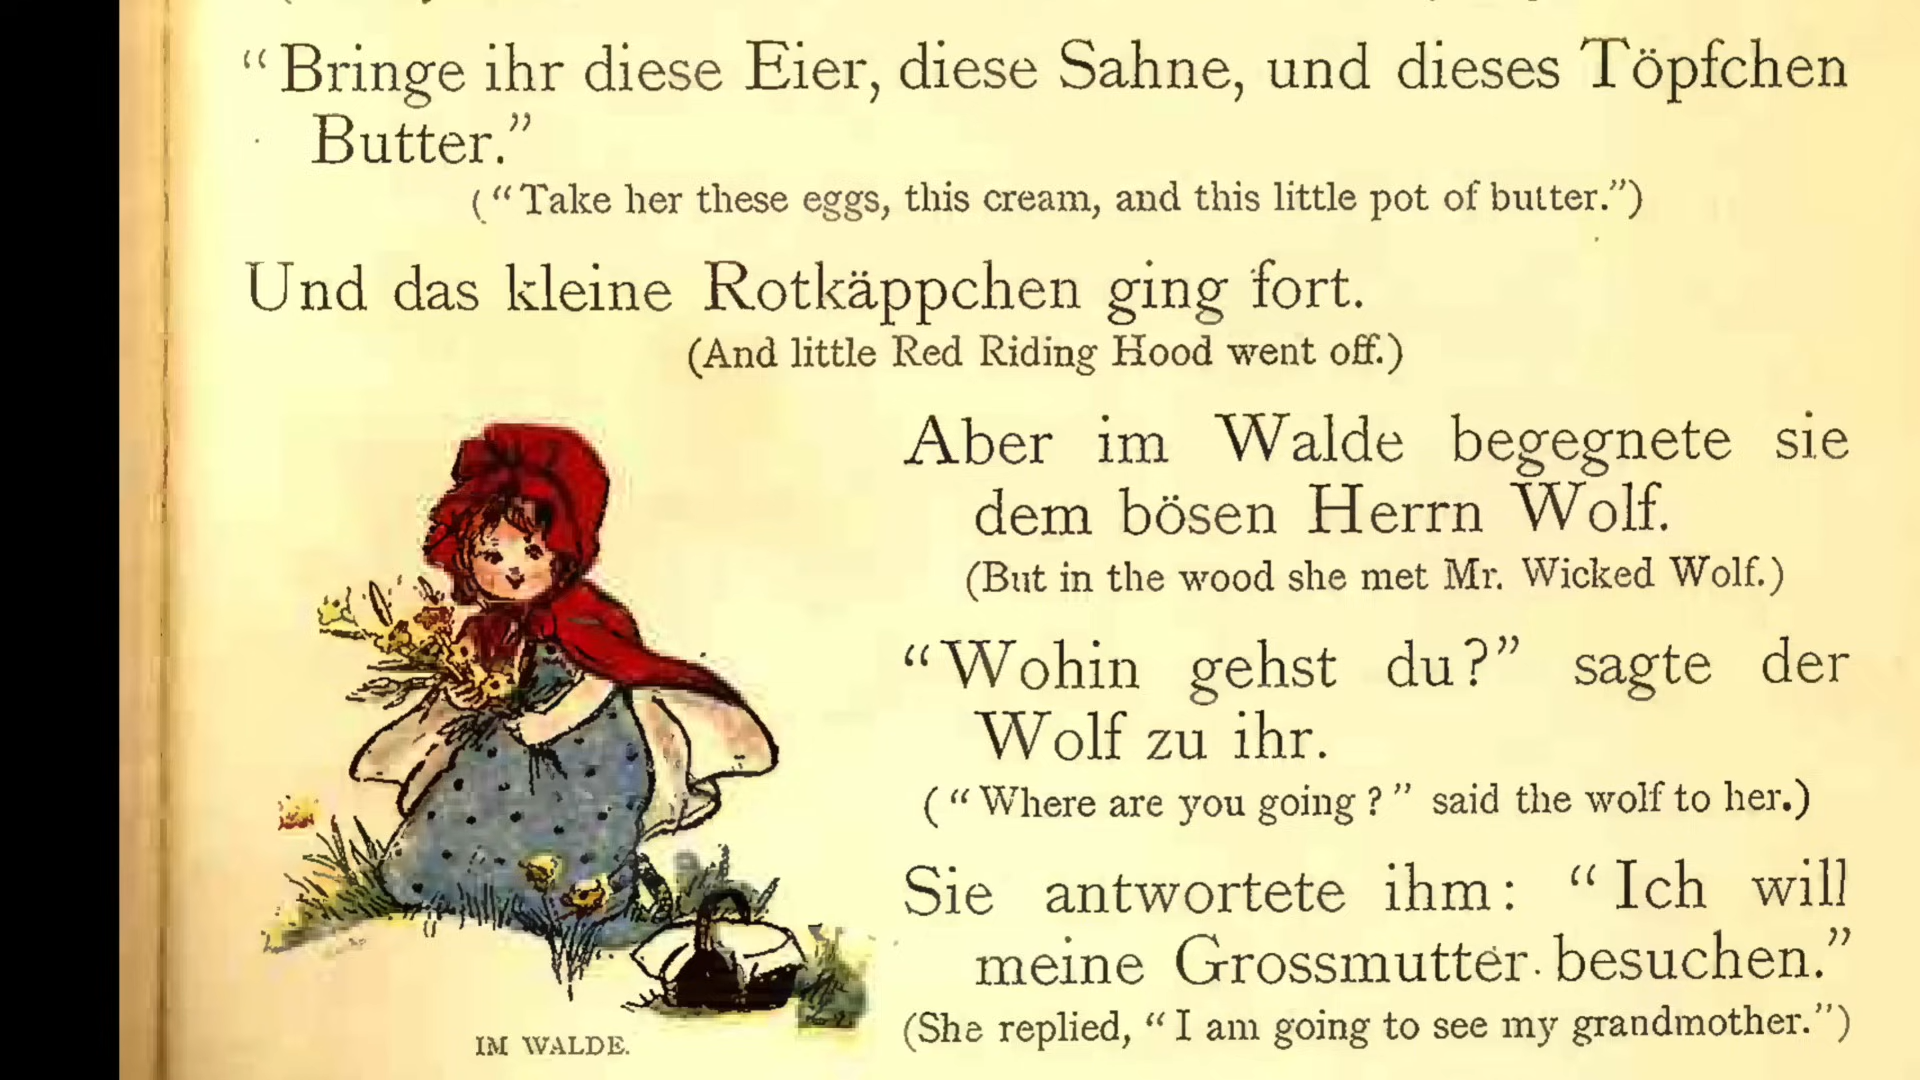 “Bringe ihr diese Eier, diese Sahne, und dieses Töpfchen
Butter.”
(“Take her these eggs, this cream, and this little pot of butter.”)
Und das kleine Rotkäppchen ging fort.
(And little Red Riding Hood went off.)
Aber im Walde begegnete sie
dem bösen Herrn Wolf.
(But in the wood she met Mr. Wicked Wolf.)
“Wohin gehst du?” sagte der
Wolf zu ihr.
(“Where are you going?” said the wolf to her.)
Sie antwortete ihm: “Ich will
meine Grossmutter besuchen.”
(She replied, “I am going to see my grandmother.”)
IM WALDE.